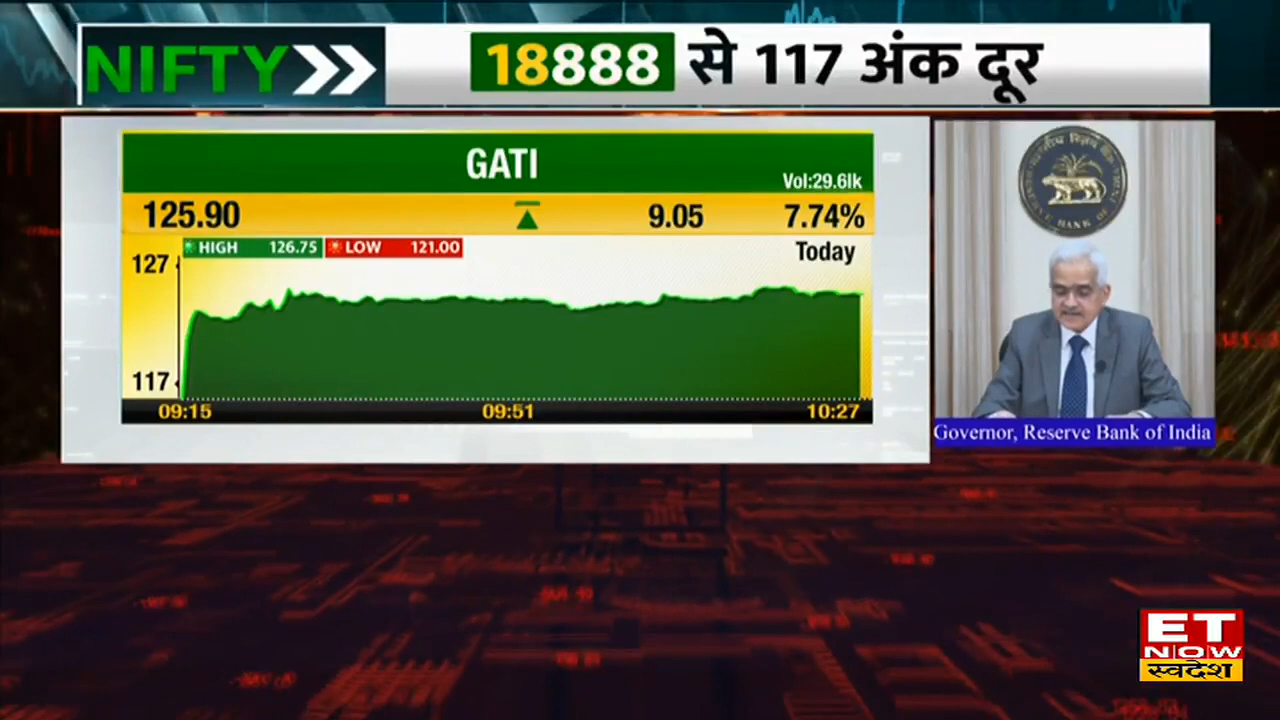 NIFTY
18888 से 117 अंक दूर
GATI
Vol:29.6lk
125.90 9.05 7.74%
HIGH 126.75 LOW 121.00
Today
127
117
09:15 09:51 10:27
Governor, Reserve Bank of India
ET
NOW
स्वदेश